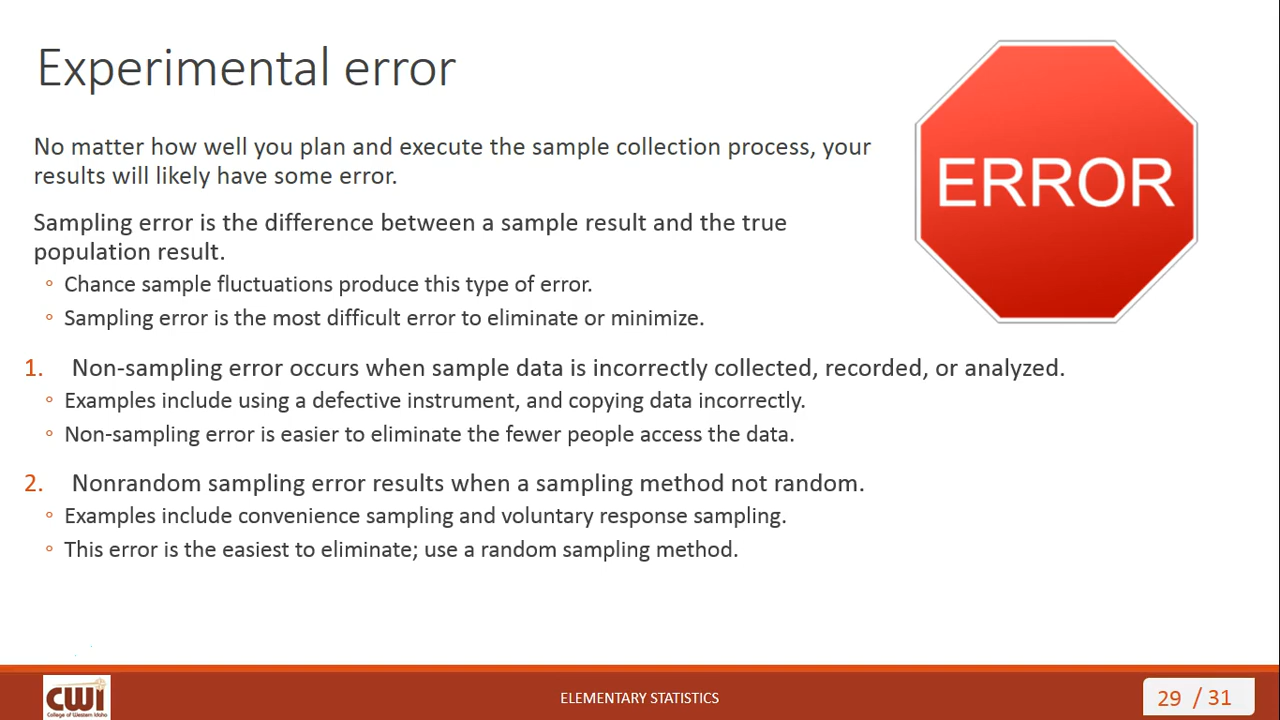 Experimental error
ERROR
No matter how well you plan and execute the sample collection process, your
results will likely have some error.
Sampling error is the difference between a sample result and the true
population result.
◦ Chance sample fluctuations produce this type of error.
◦ Sampling error is the most difficult error to eliminate or minimize.
1. Non-sampling error occurs when sample data is incorrectly collected, recorded, or analyzed.
◦ Examples include using a defective instrument, and copying data incorrectly.
◦ Non-sampling error is easier to eliminate the fewer people access the data.
2. Nonrandom sampling error results when a sampling method not random.
◦ Examples include convenience sampling and voluntary response sampling.
◦ This error is the easiest to eliminate; use a random sampling method.
CWI
College of Western Idaho
ELEMENTARY STATISTICS
29 / 31